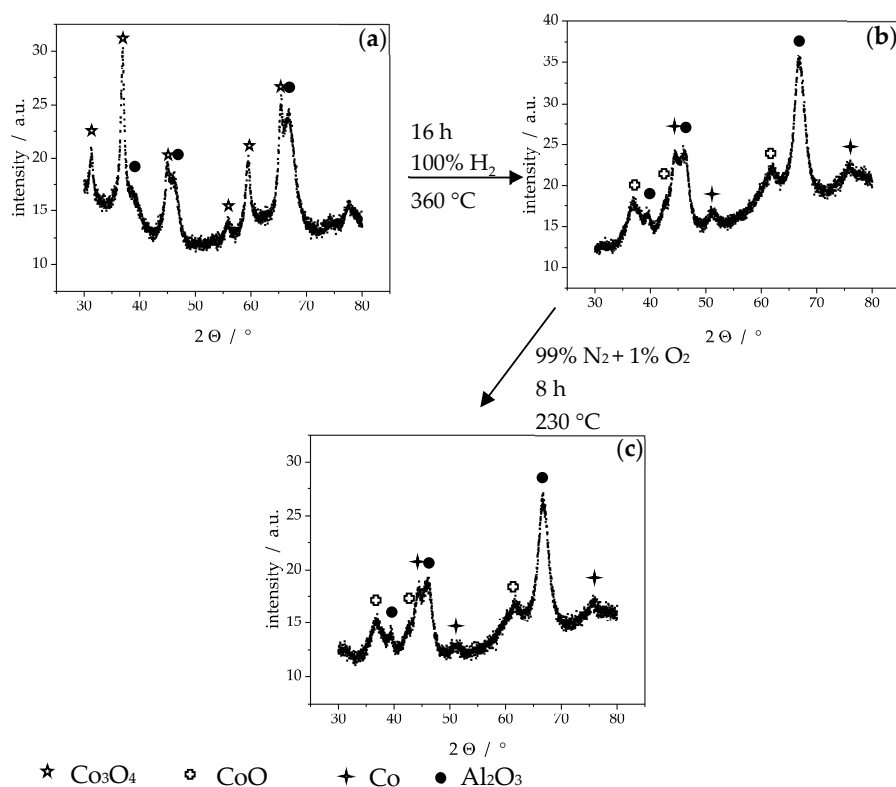 (a)
intensity / a.u.
30
25
20
15
10
30 40 50 60 70 80
2 Θ / °
16 h
100% H₂
360 °C
(b)
intensity / a.u.
40
35
30
25
20
15
10
30 40 50 60 70 80
2 Θ / °
99% N₂ + 1% O₂
8 h
230 °C
(c)
intensity / a.u.
30
25
20
15
10
30 40 50 60 70 80
2 Θ / °
Co₃O₄ CoO Co Al₂O₃